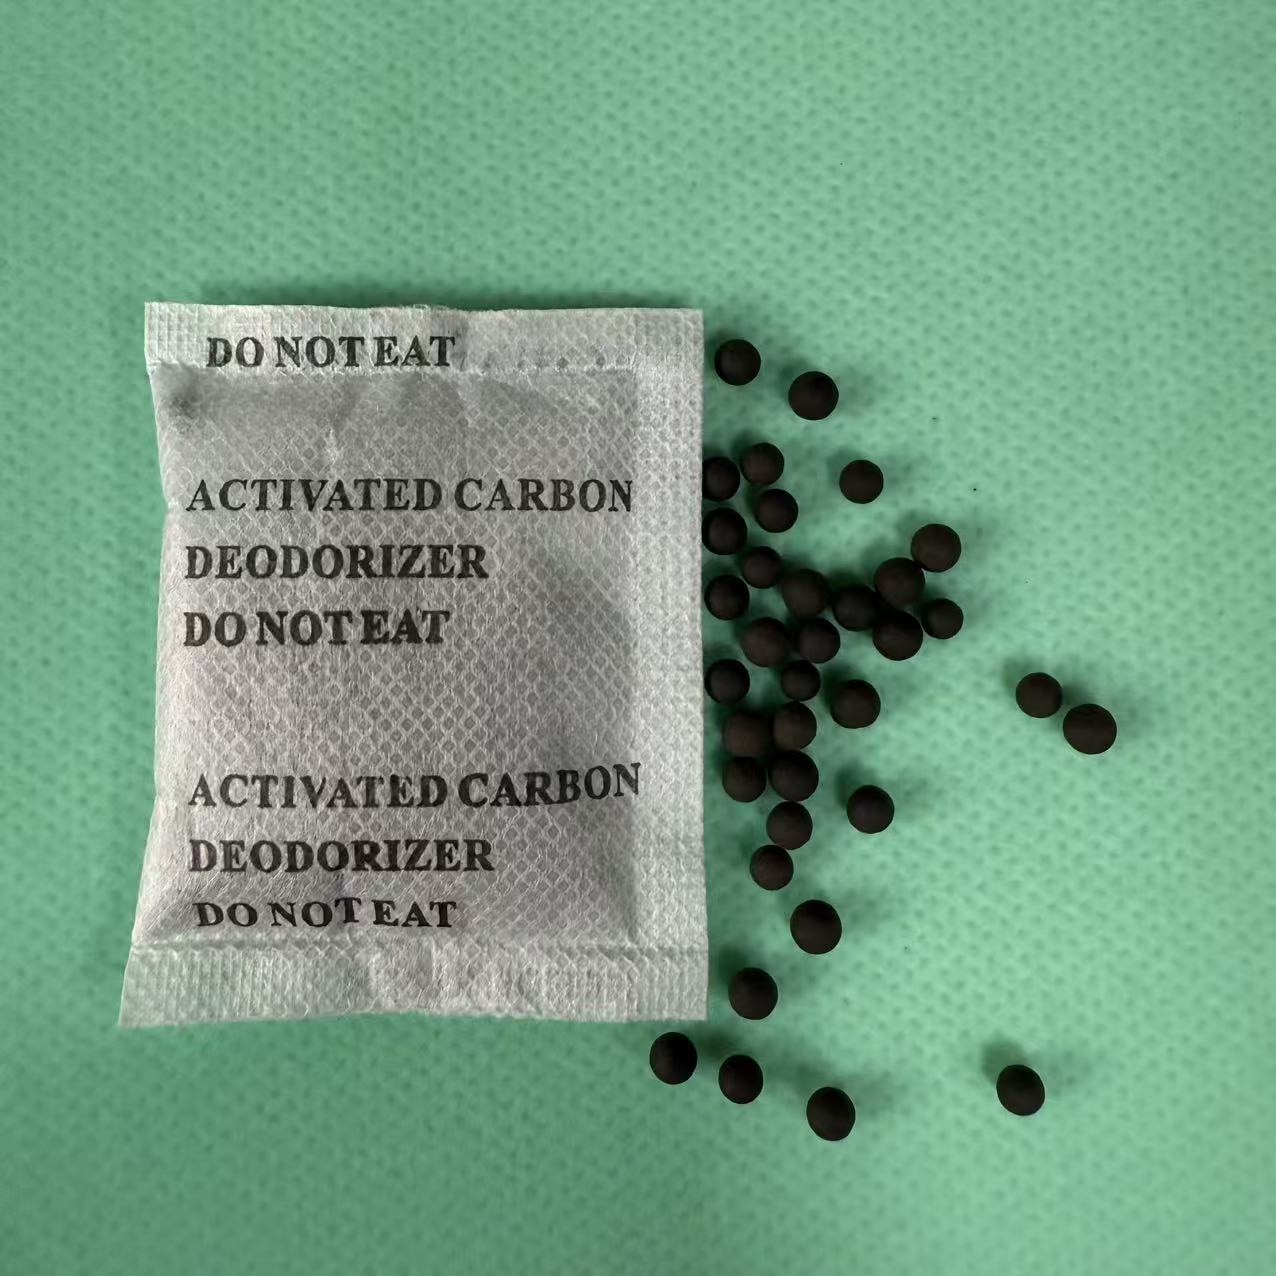 DO NOT EAT
ACTIVATED CARBON
DEODORIZER
DO NOT EAT
ACTIVATED CARBON
DEODORIZER
DO NOT EAT